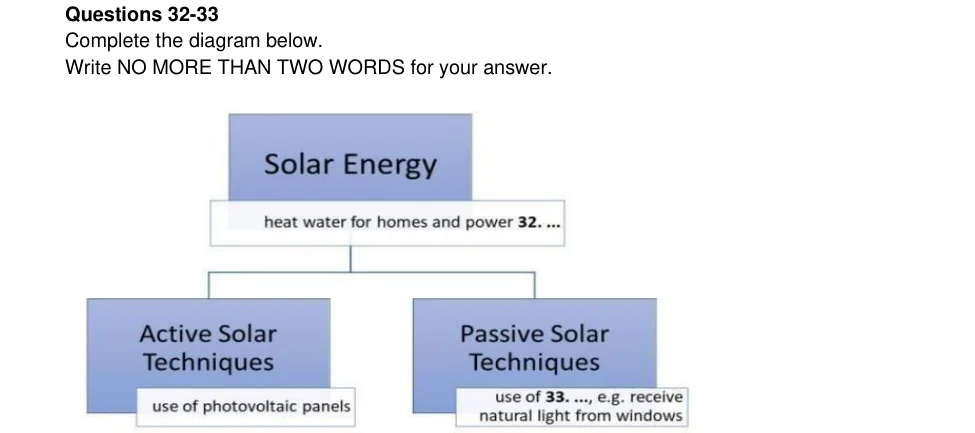 Questions 32-33
Complete the diagram below.
Write NO MORE THAN TWO WORDS for your answer.
Solar Energy
heat water for homes and power 32. ...
Active Solar
Techniques
use of photovoltaic panels
Passive Solar
Techniques
use of 33. ..., e.g. receive
natural light from windows